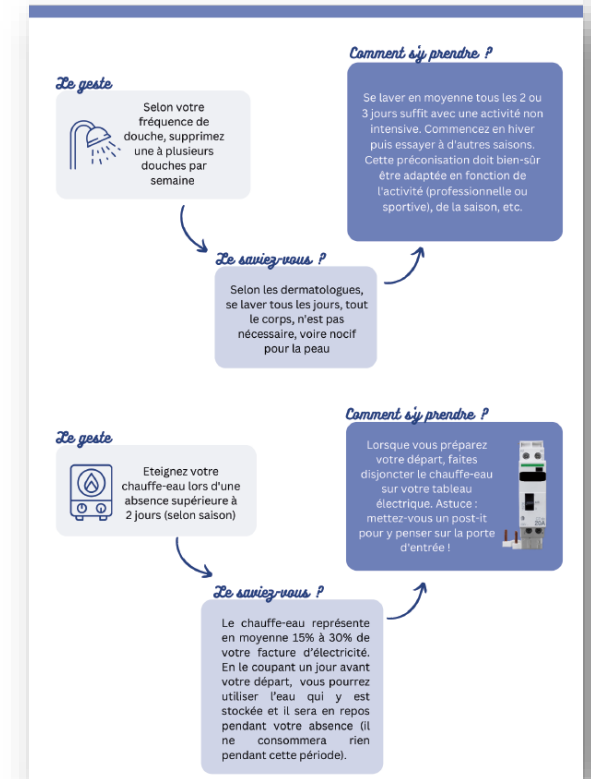 Le geste
Selon votre
fréquence de
douche, supprimez
une à plusieurs
douches par
semaine
Le saviez-vous ?
Selon les dermatologues,
se laver tous les jours, tout
le corps, n'est pas
nécessaire, voire nocif
pour la peau
Comment s'y prendre ?
Se laver en moyenne tous les 2 ou
3 jours suffit avec une activité non
intensive. Commencez en hiver
puis essayer à d'autres saisons.
Cette préconisation doit bien-sûr
être adaptée en fonction de
l'activité (professionnelle ou
sportive), de la saison, etc.
Le geste
Eteignez votre
chauffe-eau lors d'une
absence supérieure à
2 jours (selon saison)
Le saviez-vous ?
Le chauffe-eau représente
en moyenne 15% à 30% de
votre facture d'électricité.
En le coupant un jour avant
votre départ, vous pourrez
utiliser l'eau qui y est
stockée et il sera en repos
pendant votre absence (il
ne consommera rien
pendant cette période).
Comment s'y prendre ?
Lorsque vous préparez
votre départ, faites
disjoncter le chauffe-eau
sur votre tableau
électrique. Astuce :
mettez-vous un post-it
pour y penser sur la porte
d'entrée !
25A